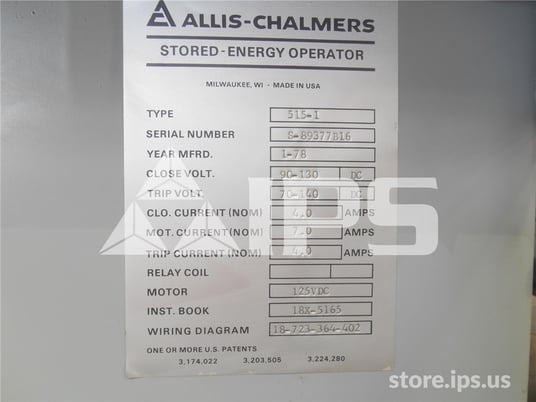 ALLIS-CHALMERS
STORED-ENERGY OPERATOR
MILWAUKEE, WI - MADE IN USA
TYPE 515-1
SERIAL NUMBER S-89377B16
YEAR MFRD. 1-78
CLOSE VOLT. 90-130 DC
TRIP VOLT. 70-140 DC
CLO. CURRENT (NOM) 4.0 AMPS
MOT. CURRENT (NOM) 7.0 AMPS
TRIP CURRENT (NOM) 4.0 AMPS
RELAY COIL
MOTOR 125VDC
INST. BOOK 18X-5165
WIRING DIAGRAM 18-723-364-402
ONE OR MORE U.S. PATENTS
3,174,022 3,203,505 3,224,280
IPS
store.ips.us